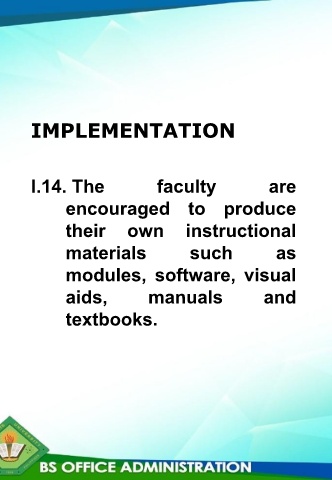 IMPLEMENTATION
I.14. The faculty are
encouraged to produce
their own instructional
materials such as
modules, software, visual
aids, manuals and
textbooks.
BS OFFICE ADMINISTRATION